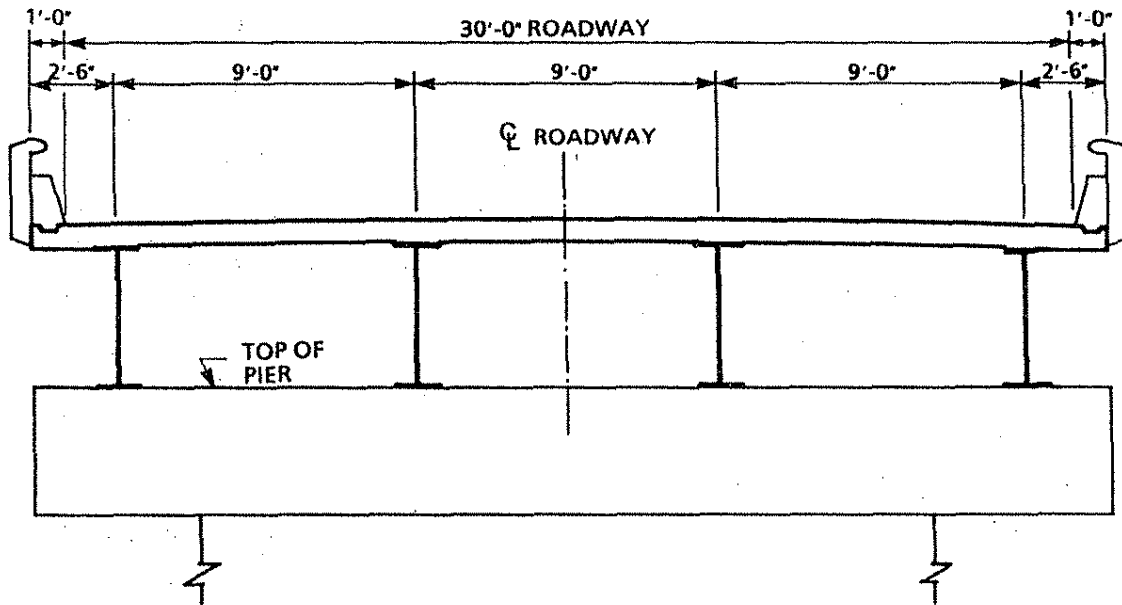 1'-0" 30'-0" ROADWAY 1'-0"
2'-6" 9'-0" 9'-0" 9'-0" 2'-6"
℄ ROADWAY
TOP OF
PIER